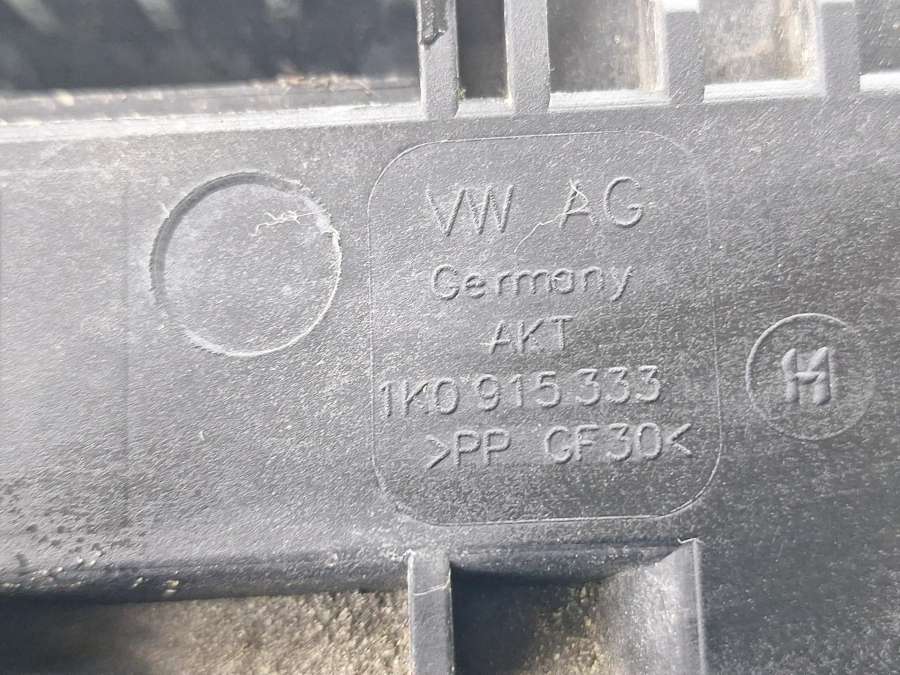 VW AG
Germany
AKT
1K0 915 333
>PP GF30<